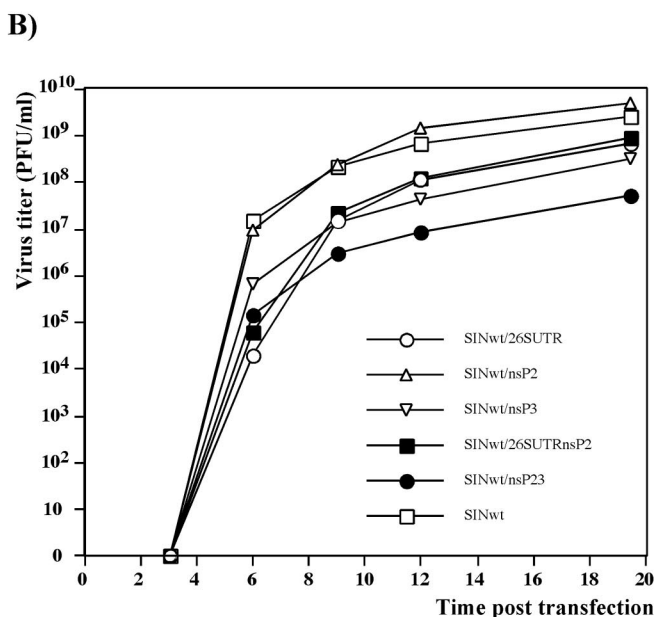 B)
Virus titer (PFU/ml)
10¹⁰
10⁹
10⁸
10⁷
10⁶
10⁵
10⁴
10³
10²
10
0
SINwt/26SUTR
SINwt/nsP2
SINwt/nsP3
SINwt/26SUTRnsP2
SINwt/nsP23
SINwt
0 2 4 6 8 10 12 14 16 18 20
Time post transfection